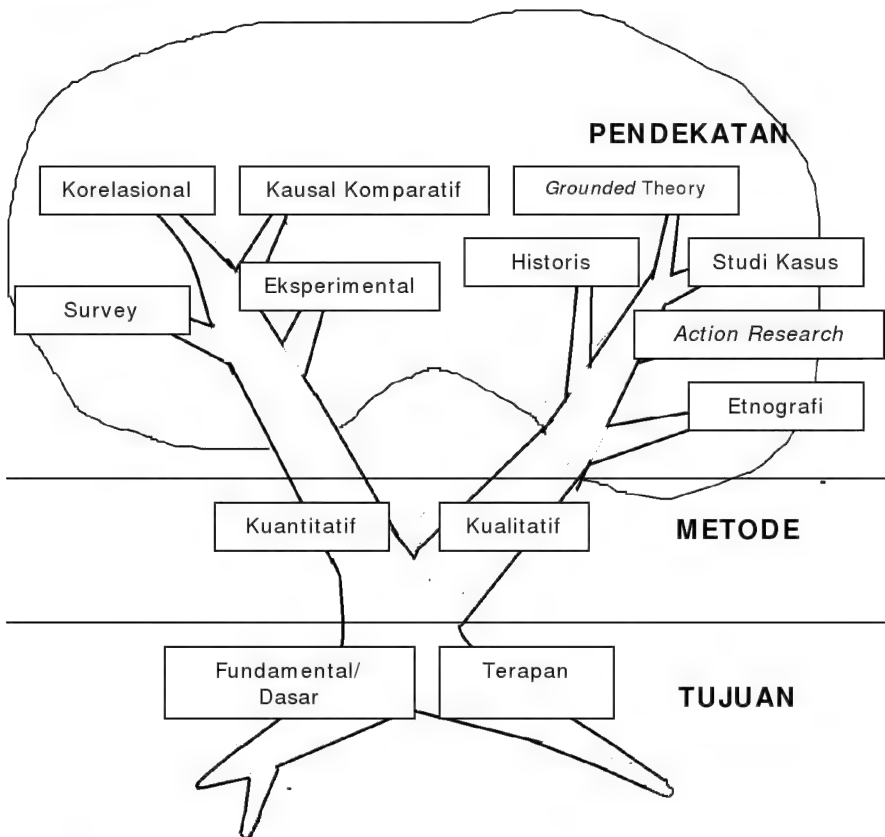 PENDEKATAN
Korelasional
Kausal Komparatif
Grounded Theory
Historis
Studi Kasus
Eksperimental
Survey
Action Research
Etnografi
Kuantitatif
Kualitatif
METODE
Fundamental/
Dasar
Terapan
TUJUAN